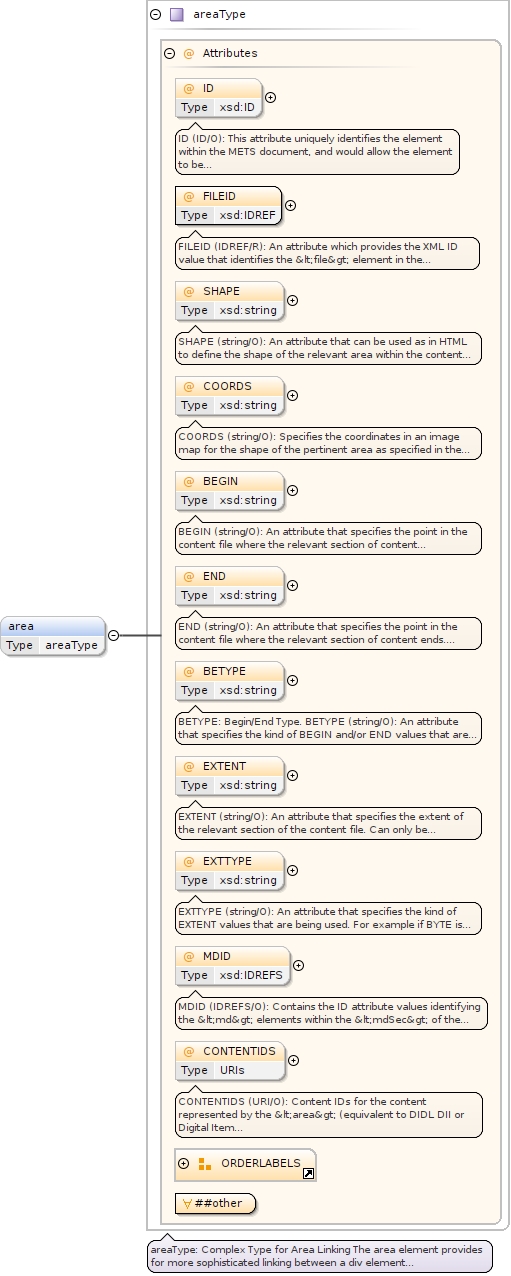 areaType
@ Attributes
@ ID
Type xsd:ID
ID (ID/O): This attribute uniquely identifies the element
within the METS document, and would allow the element
to be...
@ FILEID
Type xsd:IDREF
FILEID (IDREF/R): An attribute which provides the XML ID
value that identifies the &lt;file&gt; element in the...
@ SHAPE
Type xsd:string
SHAPE (string/O): An attribute that can be used as in HTML
to define the shape of the relevant area within the content...
@ COORDS
Type xsd:string
COORDS (string/O): Specifies the coordinates in an image
map for the shape of the pertinent area as specified in the...
@ BEGIN
Type xsd:string
BEGIN (string/O): An attribute that specifies the point in the
content file where the relevant section of content...
@ END
Type xsd:string
END (string/O): An attribute that specifies the point in the
content file where the relevant section of content ends....
area
Type areaType
@ BETYPE
Type xsd:string
BETYPE: Begin/End Type. BETYPE (string/O): An attribute
that specifies the kind of BEGIN and/or END values that are...
@ EXTENT
Type xsd:string
EXTENT (string/O): An attribute that specifies the extent of
the relevant section of the content file. Can only be...
@ EXTTYPE
Type xsd:string
EXTTYPE (string/O): An attribute that specifies the kind of
EXTENT values that are being used. For example if BYTE is...
@ MDID
Type xsd:IDREFS
MDID (IDREFS/O): Contains the ID attribute values identifying
the &lt;md&gt; elements within the &lt;mdSec&gt; of the...
@ CONTENTIDS
Type URIs
CONTENTIDS (URI/O): Content IDs for the content
represented by the &lt;area&gt; (equivalent to DIDL DII or
Digital Item...
ORDERLABELS
∀ ##other
areaType: Complex Type for Area Linking The area element provides
for more sophisticated linking between a div element...